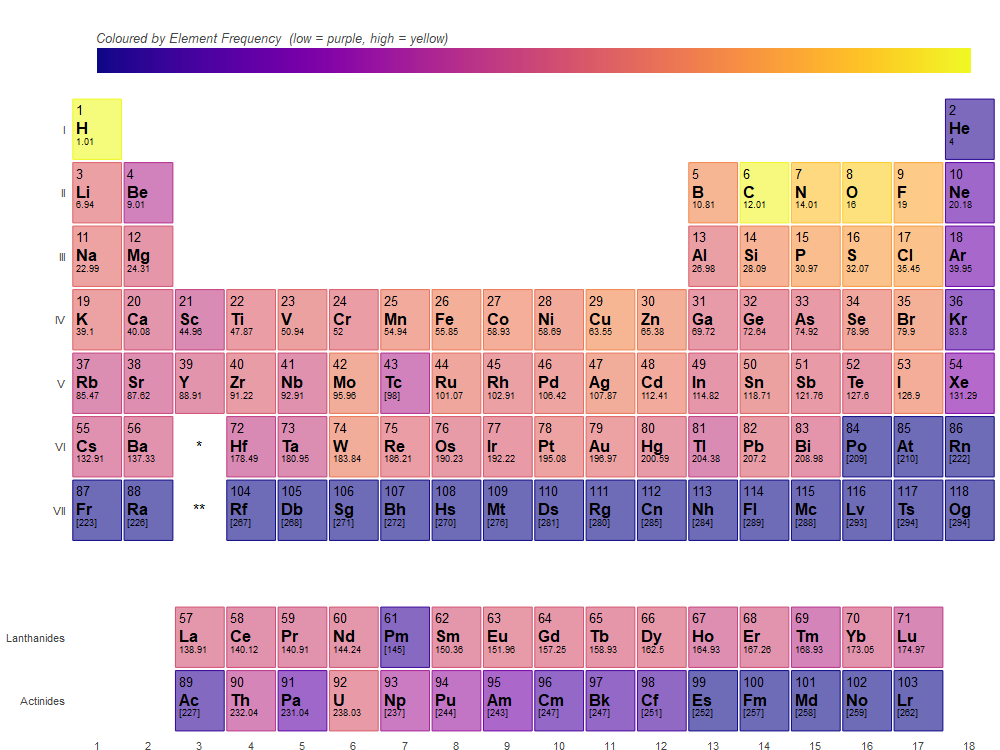 Coloured by Element Frequency (low = purple, high = yellow)
1 2
I H He
1.01 4
3 4 5 6 7 8 9 10
II Li Be B C N O F Ne
6.94 9.01 10.81 12.01 14.01 16 19 20.18
11 12 13 14 15 16 17 18
III Na Mg Al Si P S Cl Ar
22.99 24.31 26.98 28.09 30.97 32.07 35.45 39.95
19 20 21 22 23 24 25 26 27 28 29 30 31 32 33 34 35 36
IV K Ca Sc Ti V Cr Mn Fe Co Ni Cu Zn Ga Ge As Se Br Kr
39.1 40.08 44.96 47.87 50.94 52 54.94 55.85 58.93 58.69 63.55 65.38 69.72 72.64 74.92 78.96 79.9 83.8
37 38 39 40 41 42 43 44 45 46 47 48 49 50 51 52 53 54
V Rb Sr Y Zr Nb Mo Tc Ru Rh Pd Ag Cd In Sn Sb Te I Xe
85.47 87.62 88.91 91.22 92.91 95.96 [98] 101.07 102.91 106.42 107.87 112.41 114.82 118.71 121.76 127.6 126.9 131.29
55 56 72 73 74 75 76 77 78 79 80 81 82 83 84 85 86
VI Cs Ba * Hf Ta W Re Os Ir Pt Au Hg Tl Pb Bi Po At Rn
132.91 137.33 178.49 180.95 183.84 186.21 190.23 192.22 195.08 196.97 200.59 204.38 207.2 208.98 [209] [210] [222]
87 88 104 105 106 107 108 109 110 111 112 113 114 115 116 117 118
VII Fr Ra ** Rf Db Sg Bh Hs Mt Ds Rg Cn Nh Fl Mc Lv Ts Og
[223] [226] [267] [268] [271] [272] [270] [276] [281] [280] [285] [284] [289] [288] [293] [294] [294]
57 58 59 60 61 62 63 64 65 66 67 68 69 70 71
Lanthanides La Ce Pr Nd Pm Sm Eu Gd Tb Dy Ho Er Tm Yb Lu
138.91 140.12 140.91 144.24 [145] 150.36 151.96 157.25 158.93 162.5 164.93 167.26 168.93 173.05 174.97
89 90 91 92 93 94 95 96 97 98 99 100 101 102 103
Actinides Ac Th Pa U Np Pu Am Cm Bk Cf Es Fm Md No Lr
[227] 232.04 231.04 238.03 [237] [244] [243] [247] [247] [251] [252] [257] [258] [259] [262]
1 2 3 4 5 6 7 8 9 10 11 12 13 14 15 16 17 18